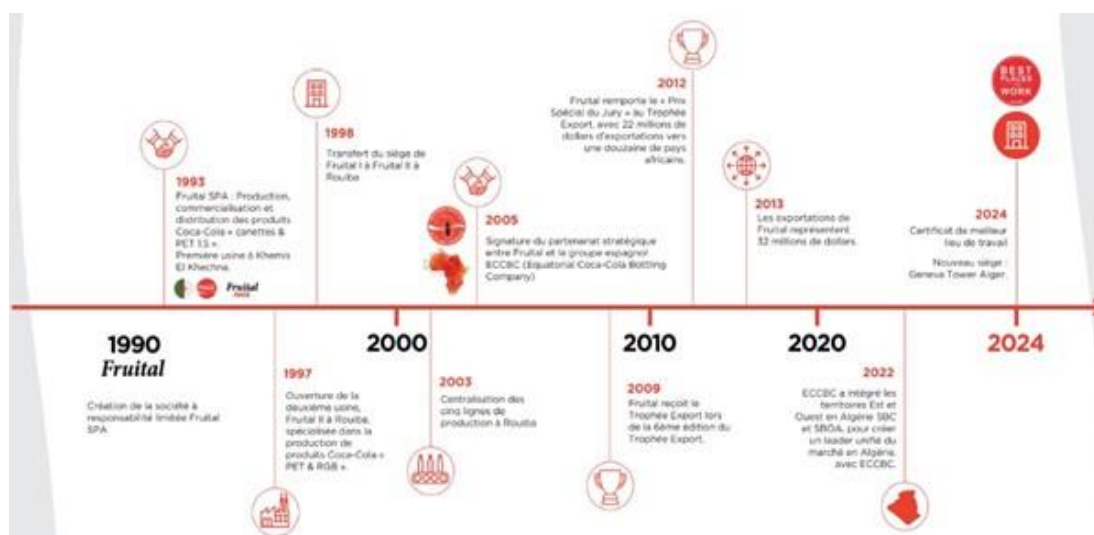 1993
Fruital SPA : Production,
commercialisation et
distribution des produits
Coca-Cola « canettes &
PET 1.5 ».
Première usine à Khemis
El Khechna.
Fruital
1998
Transfert du siège de
Fruital I à Fruital II à
Rouiba
2005
Signature du partenariat stratégique
entre Fruital et le groupe espagnol
ECCBC (Equatorial Coca-Cola Bottling
Company)
2012
Fruital remporte le « Prix
Spécial du Jury » au Trophée
Export, avec 22 millions de
dollars d'exportations vers
une douzaine de pays
africains.
2013
Les exportations de
Fruital représentent
32 millions de dollars.
BEST
PLACES
TO
WORK
2024
Certificat de meilleur
lieu de travail
Nouveau siège :
Geneva Tower Alger.
1990
Fruital
2000
2010
2020
2024
Création de la société à
responsabilité limitée Fruital
SPA
1997
Ouverture de la
deuxième usine,
Fruital II à Rouiba,
spécialisée dans la
production de
produits Coca-Cola «
PET & RGB ».
2003
Centralisation des
cinq lignes de
production à Rouiba
2009
Fruital reçoit le
Trophée Export lors
de la 6ème édition du
Trophée Export.
2022
ECCBC a intégré les
territoires Est et
Ouest en Algérie SBC
et SBOA, pour créer
un leader unifié du
marché en Algérie,
avec ECCBC.